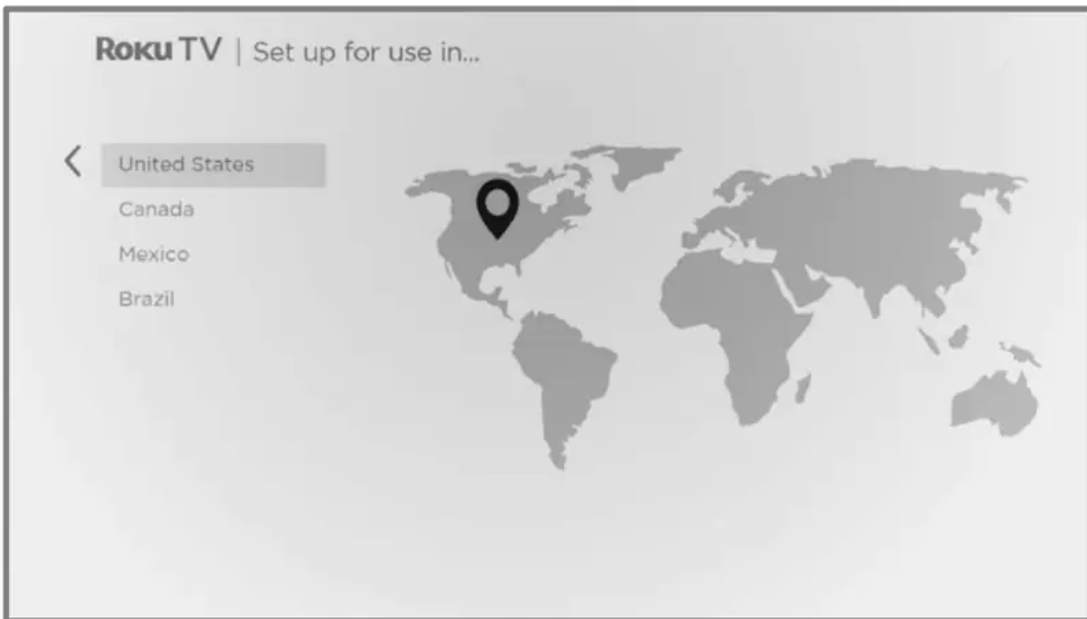 Roku TV | Set up for use in...
United States
Canada
Mexico
Brazil